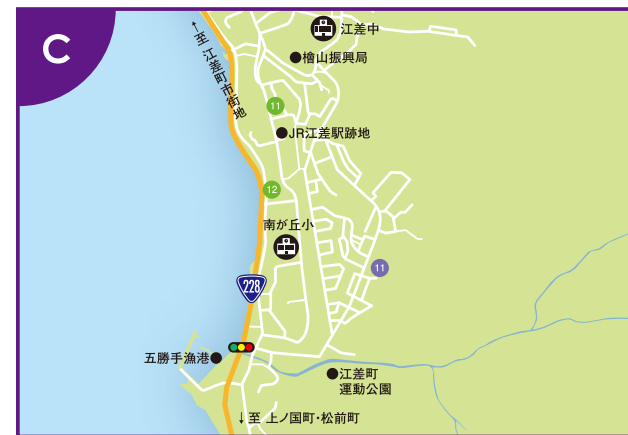 C
↑至 江差町市街地
江差中
檜山振興局
11
JR江差駅跡地
12
南が丘小
11
228
五勝手漁港
江差町
運動公園
↓至 上ノ国町・松前町